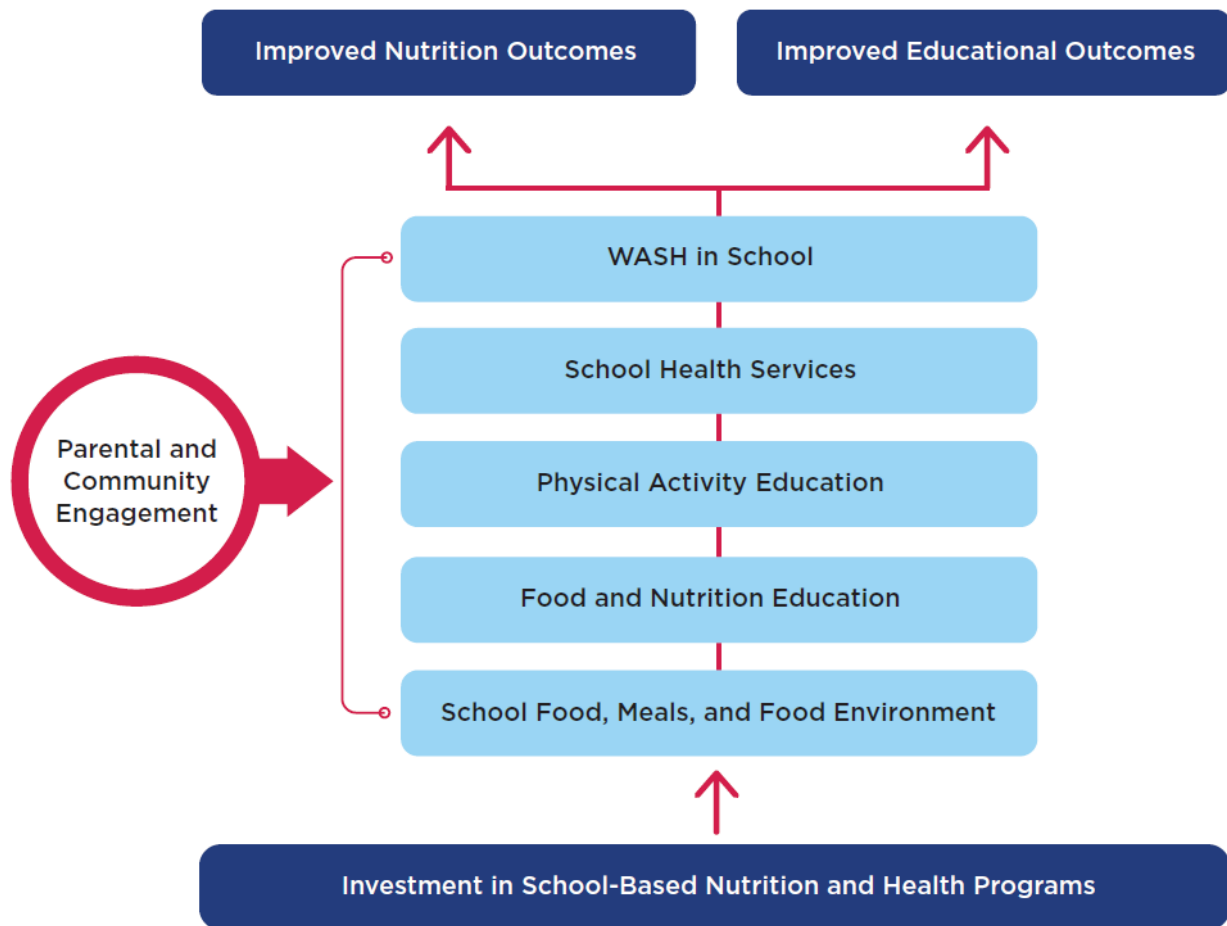 Improved Nutrition Outcomes
Improved Educational Outcomes
WASH in School
School Health Services
Parental and
Community
Engagement
Physical Activity Education
Food and Nutrition Education
School Food, Meals, and Food Environment
Investment in School-Based Nutrition and Health Programs